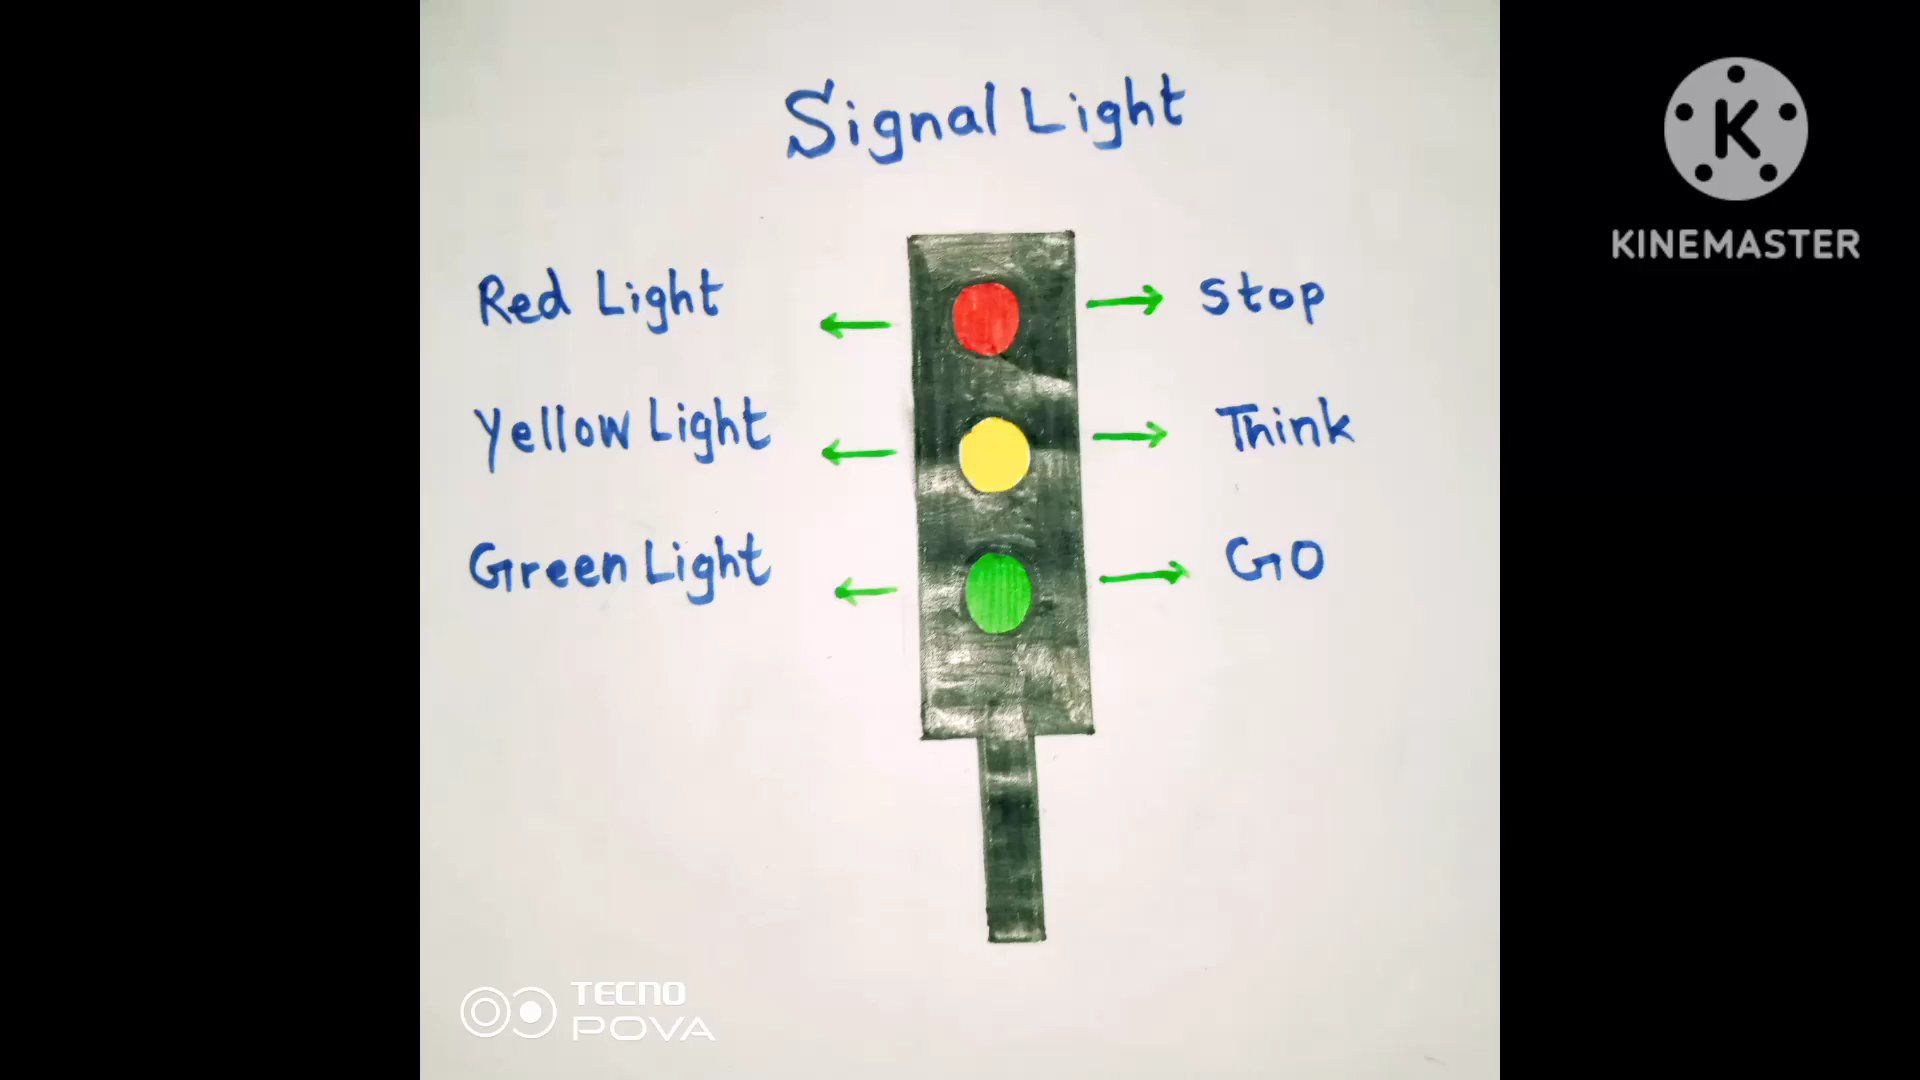 Signal Light
Red Light
Stop
Yellow Light
Think
Green Light
GO
K
KINEMASTER
TECNO
POVA